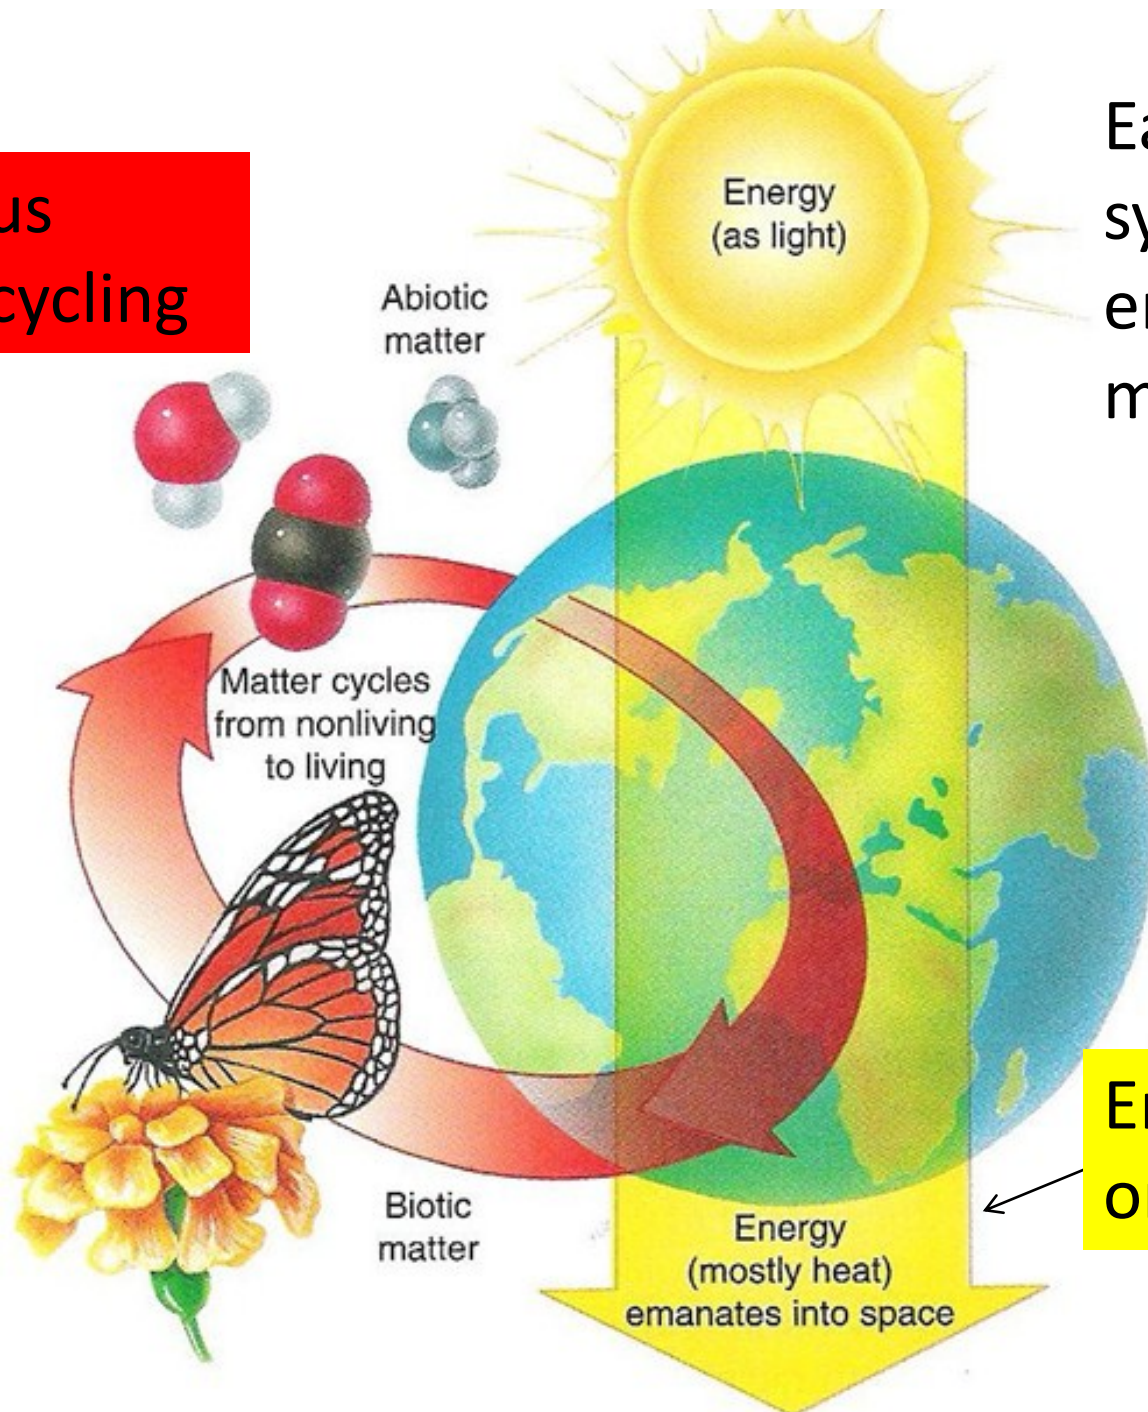 us
cycling
Energy
(as light)
Abiotic
matter
Matter cycles
from nonliving
to living
Biotic
matter
Energy
(mostly heat)
emanates into space